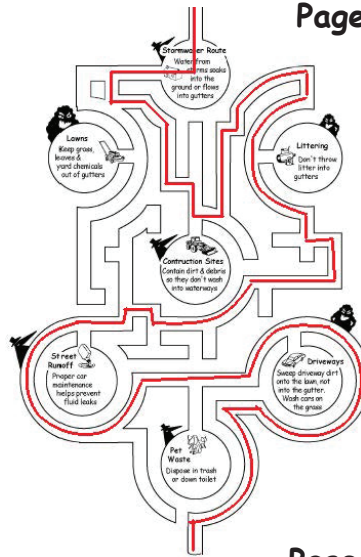 Page
Stormwater Route
Water from
storms soaks
into the
ground or flows
into gutters
Lawns
Keep grass,
leaves &
yard chemicals
out of gutters
Littering
Don't throw
litter into
gutters
Contruction Sites
Contain dirt & debris
so they don't wash
into waterways
Street
Runoff
Proper car
maintenance
helps prevent
fluid leaks
Driveways
Sweep driveway dirt
onto the lawn, not
into the gutter.
Wash cars on
the grass
Pet
Waste
Dispose in trash
or down toilet